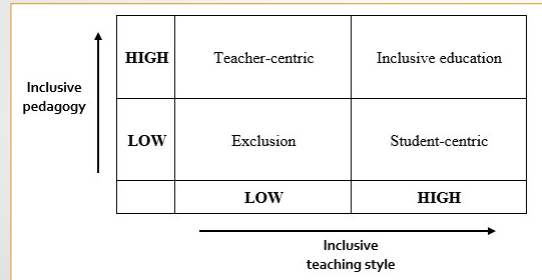 HIGH Teacher-centric Inclusive education
Inclusive
pedagogy
LOW Exclusion Student-centric
LOW HIGH
Inclusive
teaching style